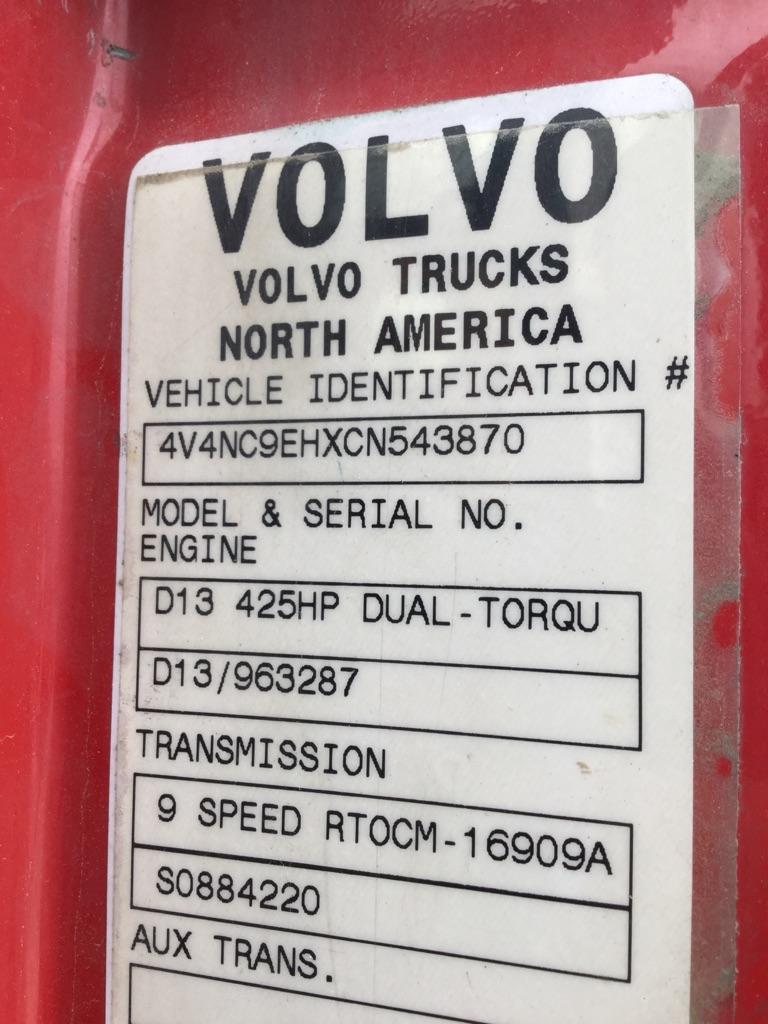 VOLVO
VOLVO TRUCKS
NORTH AMERICA
VEHICLE IDENTIFICATION #
4V4NC9EHXCN543870
MODEL & SERIAL NO.
ENGINE
D13 425HP DUAL-TORQU
D13/963287
TRANSMISSION
9 SPEED RTOCM-16909A
S0884220
AUX TRANS.